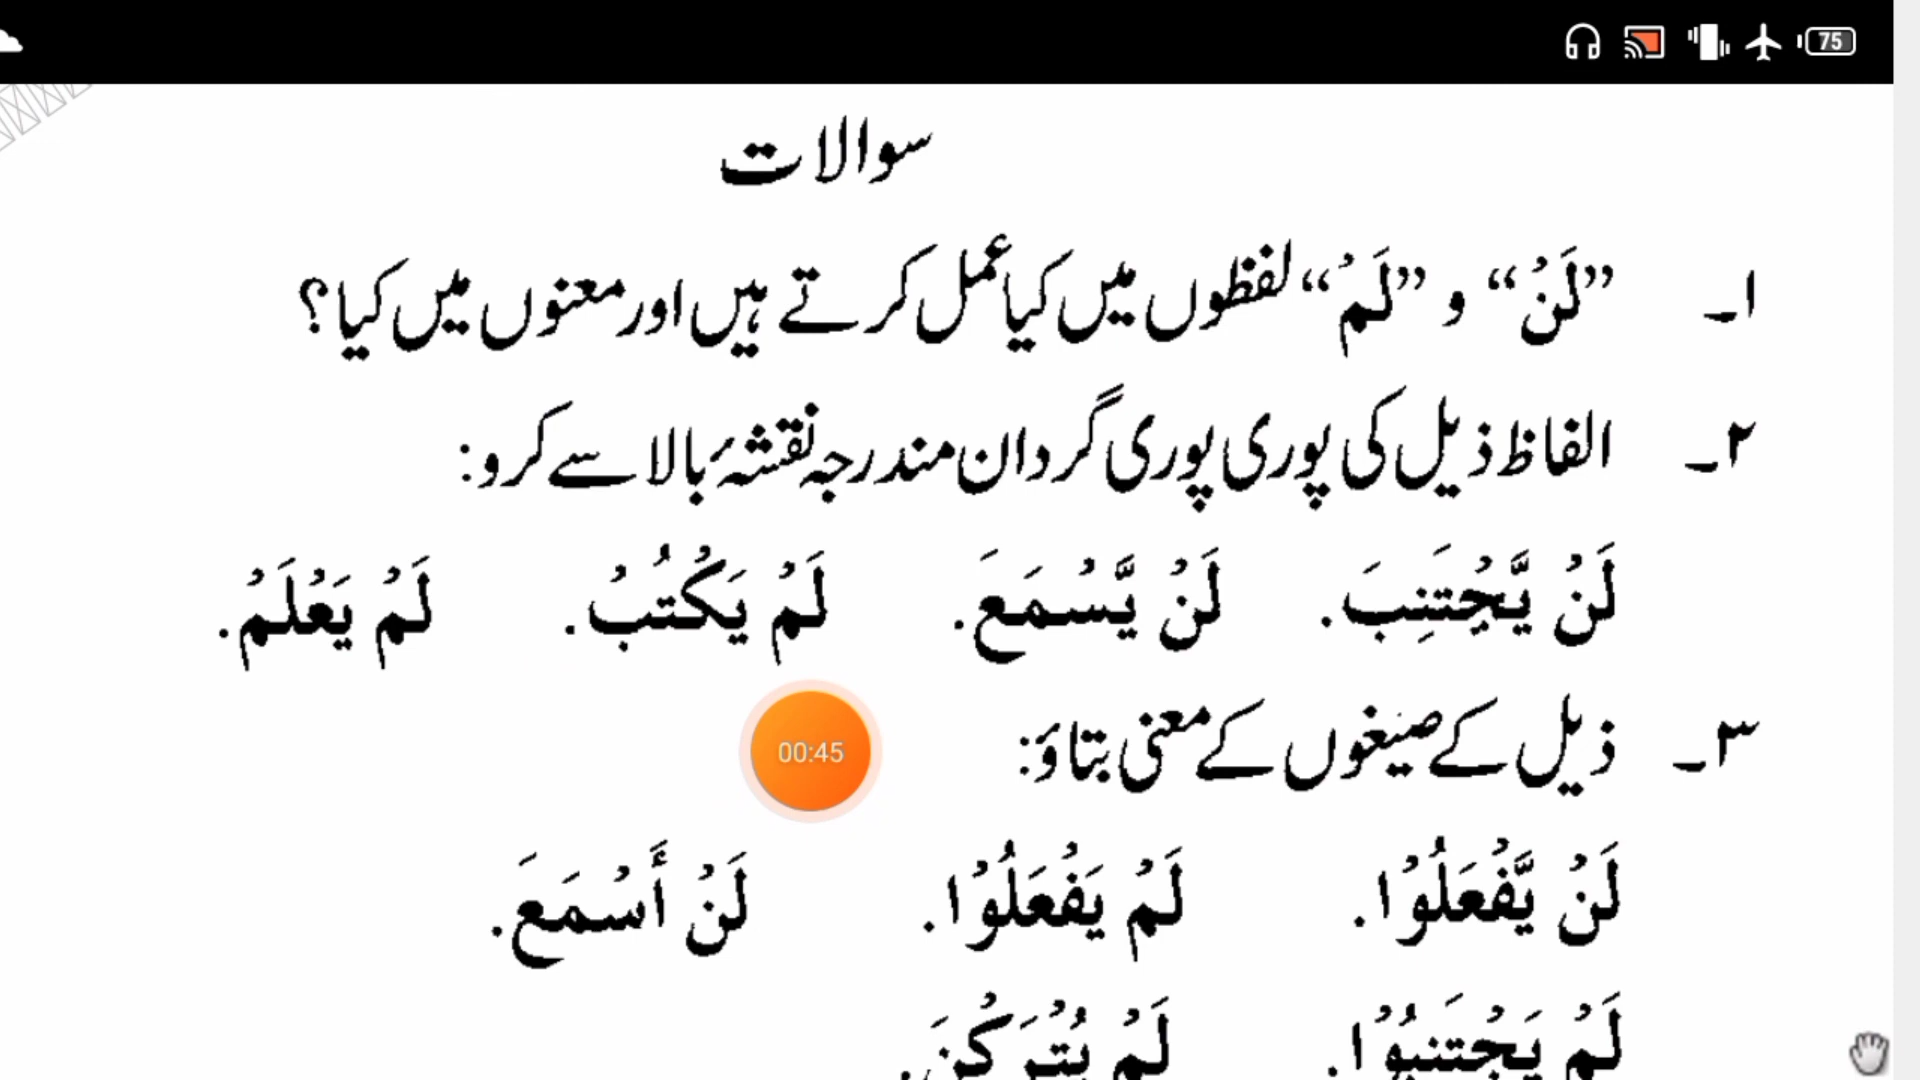 75
سوالات
۱۔ ”لَنْ“ و ”لَمْ“ لفظوں میں کیا عمل کرتے ہیں اور معنوں میں کیا؟
۲۔ الفاظ ذیل کی پوری پوری گردان مندرجہ نقشۂ بالا سے کرو:
لَنْ يَّجْتَنِبَ. لَنْ يَّسْمَعَ. لَمْ يَكْتُبْ. لَمْ يَعْلَمْ.
۳۔ ذیل کے صیغوں کے معنی بتاؤ:
00:45
لَنْ يَّفْعَلُوْا. لَمْ يَفْعَلُوْا. لَنْ أَسْمَعَ.
لَمْ يَجْتَنِبُوْا. لَمْ يُتْرَكْنَ.